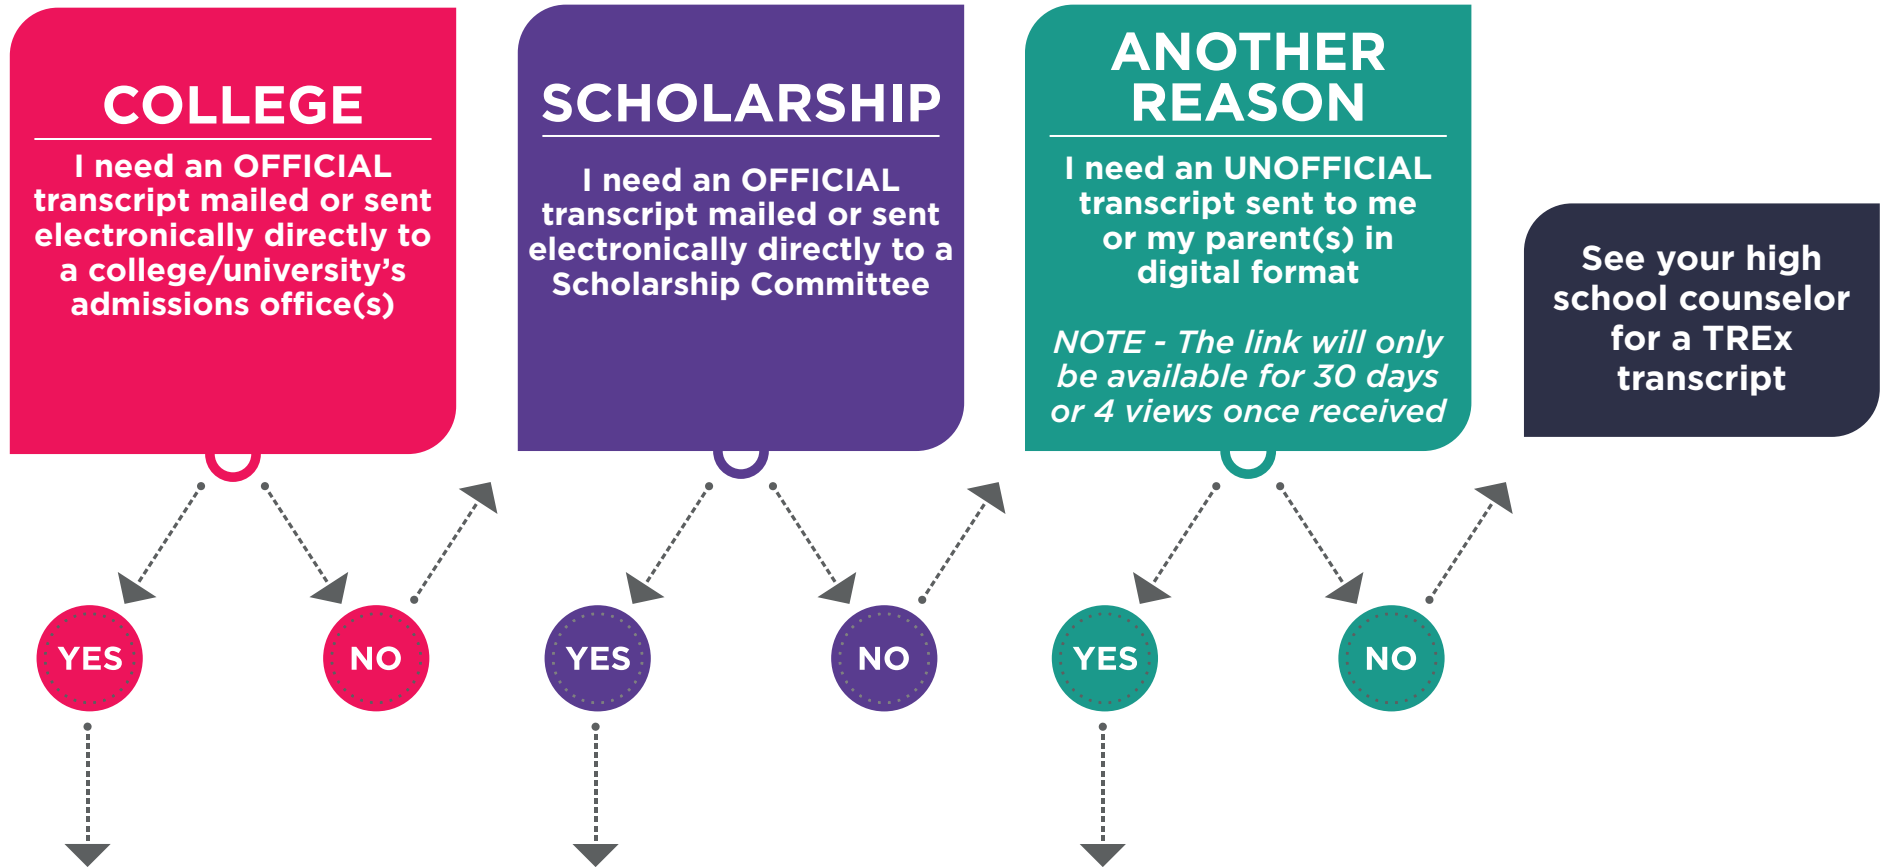 COLLEGE
I need an OFFICIAL
transcript mailed or sent
electronically directly to
a college/university’s
admissions office(s)
YES
NO
SCHOLARSHIP
I need an OFFICIAL
transcript mailed or sent
electronically directly to a
Scholarship Committee
YES
NO
ANOTHER
REASON
I need an UNOFFICIAL
transcript sent to me
or my parent(s) in
digital format
NOTE - The link will only
be available for 30 days
or 4 views once received
YES
NO
See your high
school counselor
for a TREx
transcript